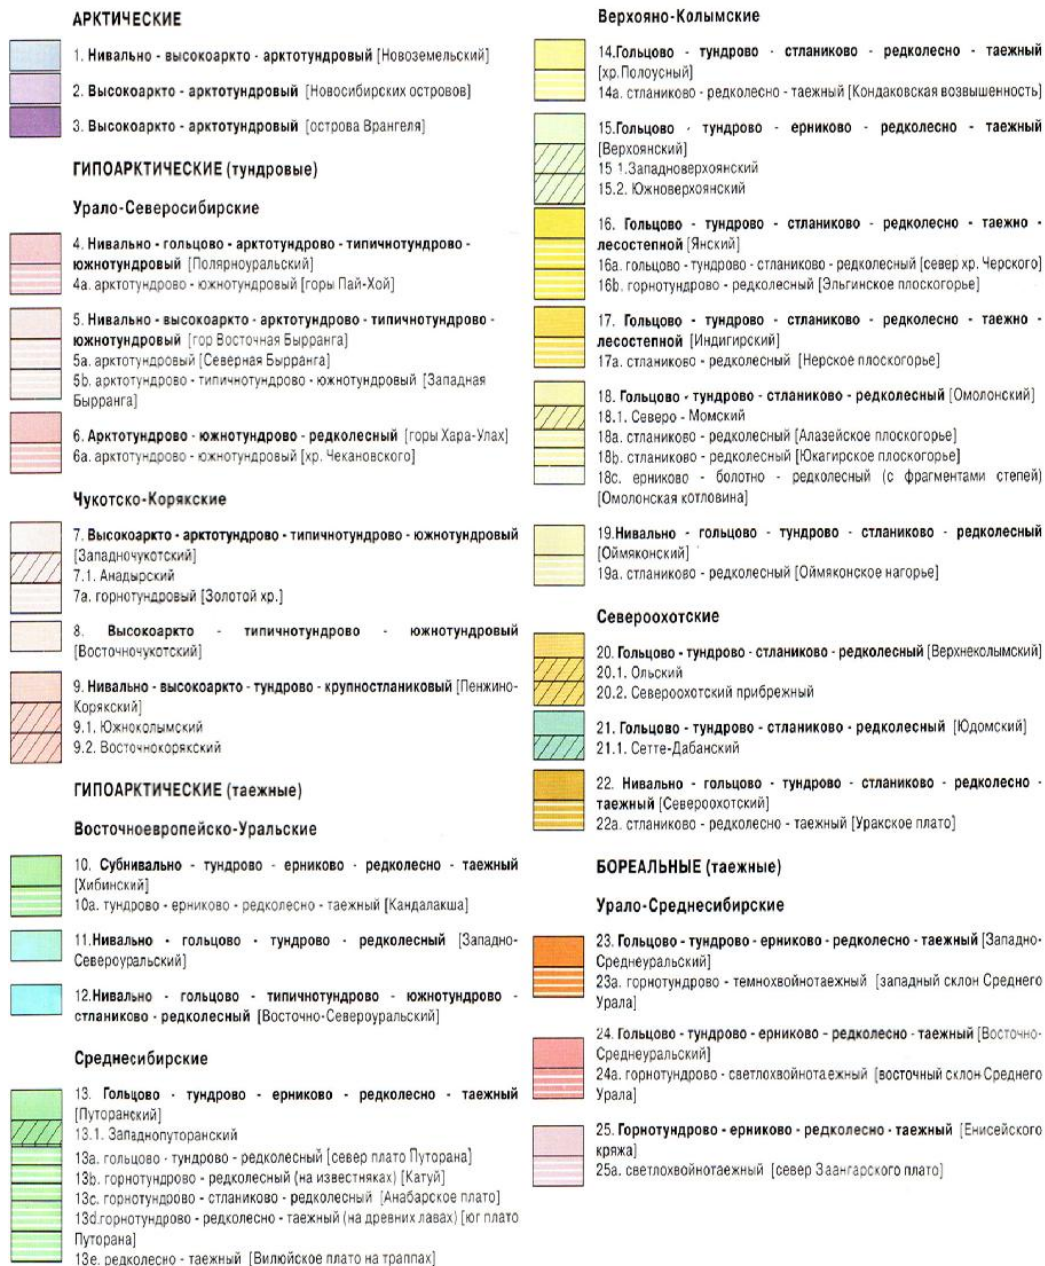 АРКТИЧЕСКИЕ
1. Нивально - высокоаркто - арктотундровый [Новоземельский]
2. Высокоаркто - арктотундровый [Новосибирских островов]
3. Высокоаркто - арктотундровый [острова Врангеля]
ГИПОАРКТИЧЕСКИЕ (тундровые)
Урало-Северосибирские
4. Нивально - гольцово - арктотундрово - типичнотундрово -
южнотундровый [Полярноуральский]
4а. арктотундрово - южнотундровый [горы Пай-Хой]
5. Нивально - высокоаркто - арктотундрово - типичнотундрово -
южнотундровый [гор Восточная Бырранга]
5а. арктотундровый [Северная Бырранга]
5b. арктотундрово - типичнотундрово - южнотундровый [Западная
Бырранга]
6. Арктотундрово - южнотундрово - редколесный [горы Хара-Улах]
6а. арктотундрово - южнотундровый [хр. Чекановского]
Чукотско-Корякские
7. Высокоаркто - арктотундрово - типичнотундрово - южнотундровый
[Западночукотский]
7.1. Анадырский
7а. горнотундровый [Золотой хр.]
8. Высокоаркто - типичнотундрово - южнотундровый
[Восточночукотский]
9. Нивально - высокоаркто - тундрово - крупностланиковый [Пенжино-
Корякский]
9.1. Южноколымский
9.2. Восточнокорякский
ГИПОАРКТИЧЕСКИЕ (таежные)
Восточноевропейско-Уральские
10. Субнивально - тундрово - ерниково - редколесно - таежный
[Хибинский]
10а. тундрово - ерниково - редколесно - таежный [Кандалакша]
11.Нивально - гольцово - тундрово - редколесный [Западно-
Североуральский]
12.Нивально - гольцово - типичнотундрово - южнотундрово -
стланиково - редколесный [Восточно-Североуральский]
Среднесибирские
13. Гольцово - тундрово - ерниково - редколесно - таежный
[Путоранский]
13.1. Западнопуторанский
13а. гольцово - тундрово - редколесный [север плато Путорана]
13b. горнотундрово - редколесный (на известняках) [Катуй]
13с. горнотундрово - стланиково - редколесный [Анабарское плато]
13d.горнотундрово - редколесно - таежный (на древних лавах) [юг плато
Путорана]
13е. редколесно - таежный [Вилюйское плато на траппах]
Верхояно-Колымские
14.Гольцово - тундрово - стланиково - редколесно - таежный
[хр.Полоусный]
14а. стланиково - редколесно - таежный [Кондаковская возвышенность]
15.Гольцово - тундрово - ерниково - редколесно - таежный
[Верхоянский]
15 1.Западноверхоянский
15.2. Южноверхоянский
16. Гольцово - тундрово - стланиково - редколесно - таежно -
лесостепной [Янский]
16а. гольцово - тундрово - стланиково - редколесный [север хр. Черского]
16b. горнотундрово - редколесный [Эльгинское плоскогорье]
17. Гольцово - тундрово - стланиково - редколесно - таежно -
лесостепной [Индигирский]
17а. стланиково - редколесный [Нерское плоскогорье]
18. Гольцово - тундрово - стланиково - редколесный [Омолонский]
18.1. Северо - Момский
18а. стланиково - редколесный [Алазейское плоскогорье]
18b. стланиково - редколесный [Юкагирское плоскогорье]
18с. ерниково - болотно - редколесный (с фрагментами степей)
[Омолонская котловина]
19.Нивально - гольцово - тундрово - стланиково - редколесный
[Оймяконский]
19а. стланиково - редколесный [Оймяконское нагорье]
Североохотские
20. Гольцово - тундрово - стланиково - редколесный [Верхнеколымский]
20.1. Ольский
20.2. Североохотский прибрежный
21. Гольцово - тундрово - стланиково - редколесный [Юдомский]
21.1. Сетте-Дабанский
22. Нивально - гольцово - тундрово - стланиково - редколесно -
таежный [Североохотский]
22а. стланиково - редколесно - таежный [Уракское плато]
БОРЕАЛЬНЫЕ (таежные)
Урало-Среднесибирские
23. Гольцово - тундрово - ерниково - редколесно - таежный [Западно-
Среднеуральский]
23а. горнотундрово - темнохвойнотаежный [западный склон Среднего
Урала]
24. Гольцово - тундрово - ерниково - редколесно - таежный [Восточно-
Среднеуральский]
24а. горнотундрово - светлохвойнотаежный [восточный склон Среднего
Урала]
25. Горнотундрово - ерниково - редколесно - таежный [Енисейского
кряжа]
25а. светлохвойнотаежный [север Заангарского плато]